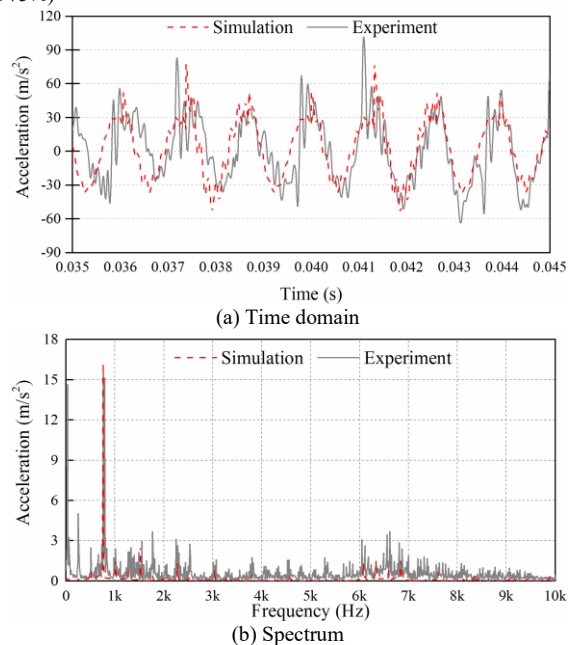 Simulation Experiment
Acceleration (m/s²)
120
90
60
30
0
-30
-60
-90
0.035 0.036 0.037 0.038 0.039 0.040 0.041 0.042 0.043 0.044 0.045
Time (s)
(a) Time domain
Simulation Experiment
Acceleration (m/s²)
18
15
12
9
6
3
0
0 1k 2k 3k 4k 5k 6k 7k 8k 9k 10k
Frequency (Hz)
(b) Spectrum